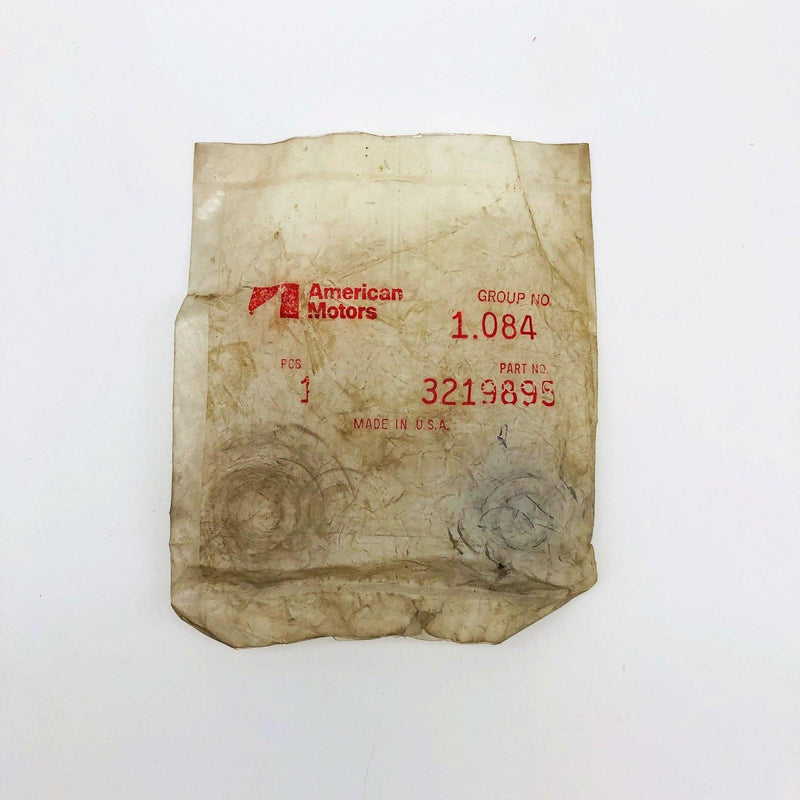 American
Motors
GROUP NO.
1.084
PCS
1
PART NO.
3219895
MADE IN U.S.A.